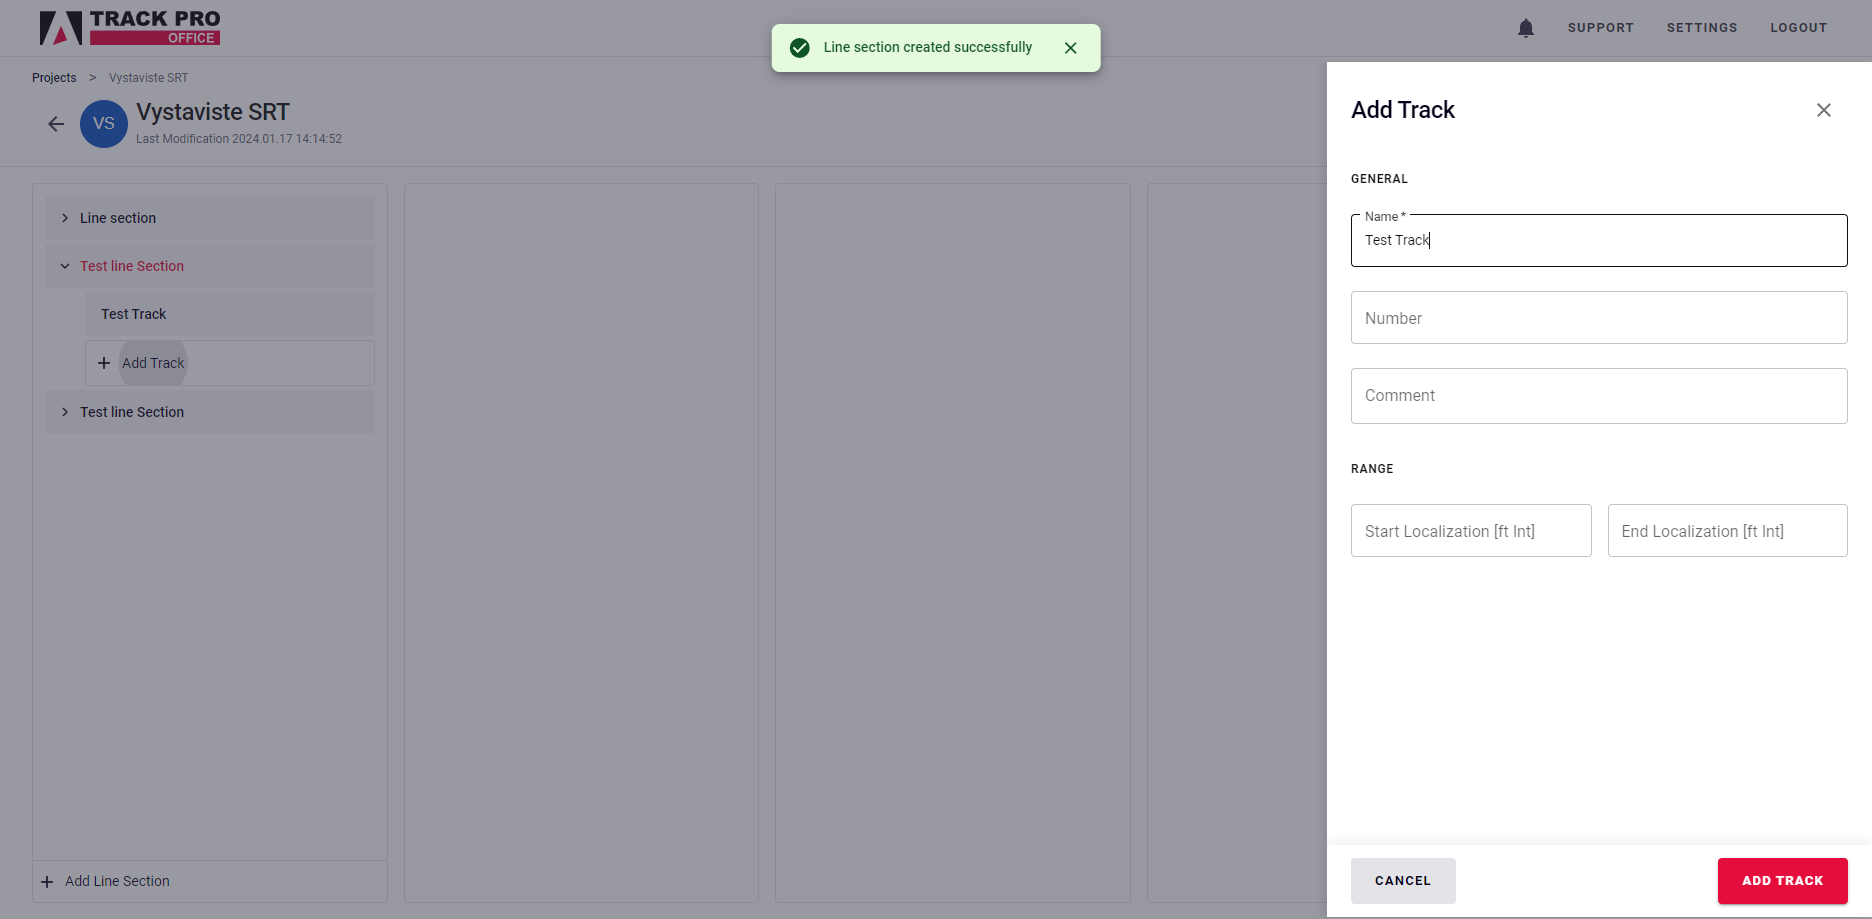 TRACK PRO
OFFICE
Line section created successfully
SUPPORT
SETTINGS
LOGOUT
Projects > Vystaviste SRT
VS
Vystaviste SRT
Last Modification 2024.01.17 14:14:52
Line section
Test line Section
Test Track
+ Add Track
Test line Section
+ Add Line Section
Add Track
GENERAL
Name *
Test Track
Number
Comment
RANGE
Start Localization [ft Int]
End Localization [ft Int]
CANCEL
ADD TRACK